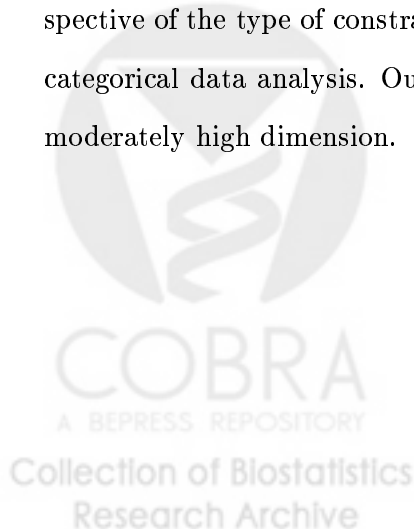 spective of the type of constra
categorical data analysis. Ou
moderately high dimension.
COBRA
A BEPRESS REPOSITORY
Collection of Biostatistics
Research Archive